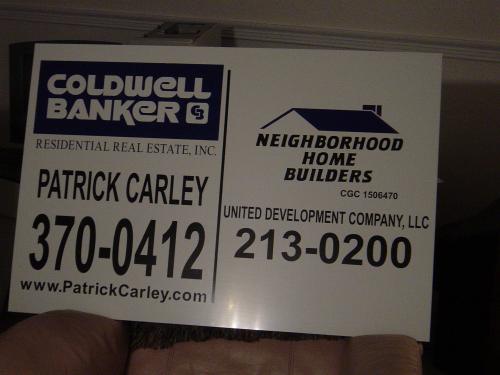 COLDWELL
BANKER CB
RESIDENTIAL REAL ESTATE, INC.
PATRICK CARLEY
370-0412
www.PatrickCarley.com
NEIGHBORHOOD
HOME
BUILDERS
CGC 1506470
UNITED DEVELOPMENT COMPANY, LLC
213-0200